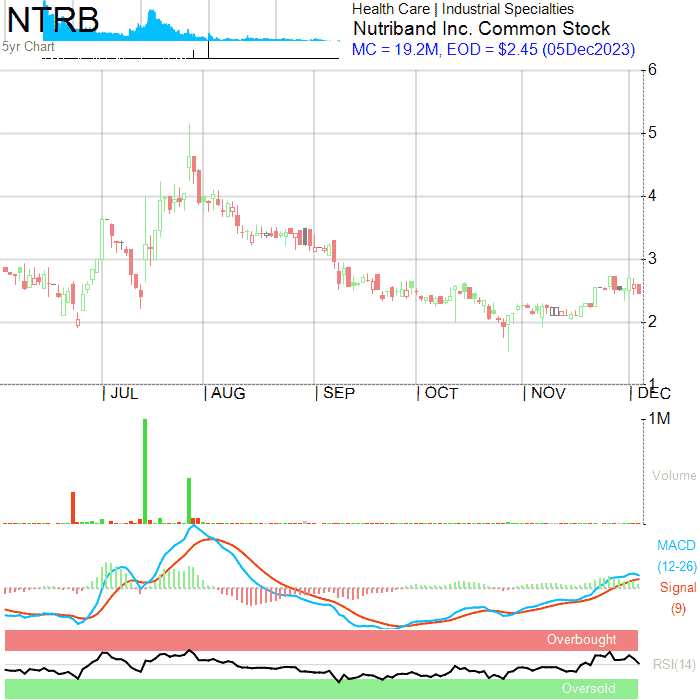 NTRB
5yr Chart
Health Care | Industrial Specialties
Nutriband Inc. Common Stock
MC = 19.2M, EOD = $2.45 (05Dec2023)
6
5
4
3
2
1
| JUL | AUG | SEP | OCT | NOV | DEC
1M
Volume
MACD
(12-26)
Signal
(9)
Overbought
RSI(14)
Oversold